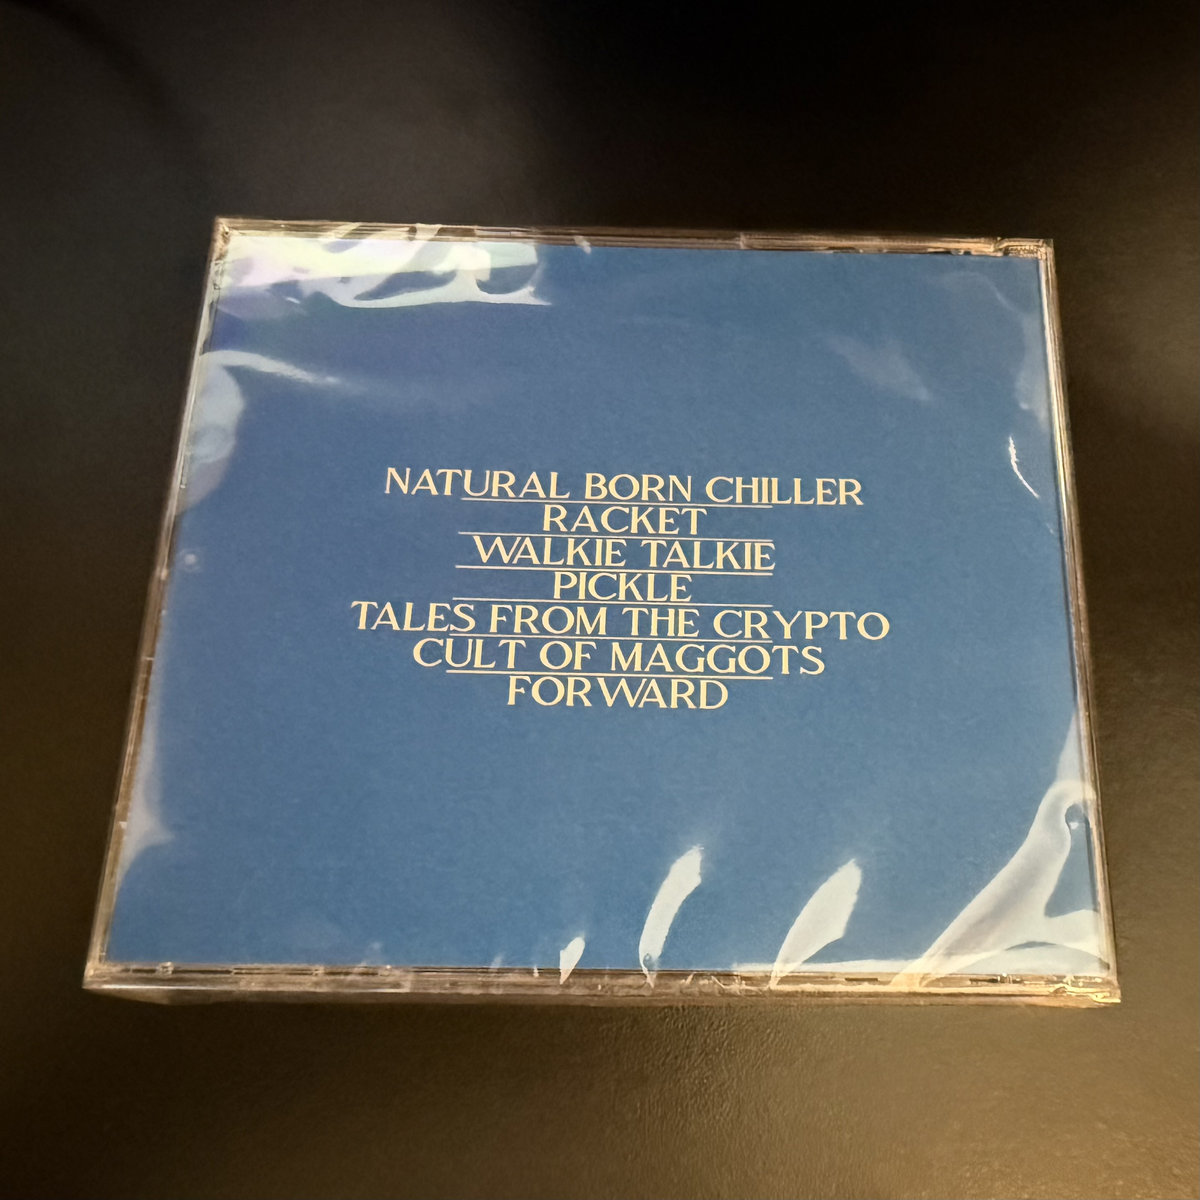 NATURAL BORN CHILLER
RACKET
WALKIE TALKIE
PICKLE
TALES FROM THE CRYPTO
CULT OF MAGGOTS
FORWARD